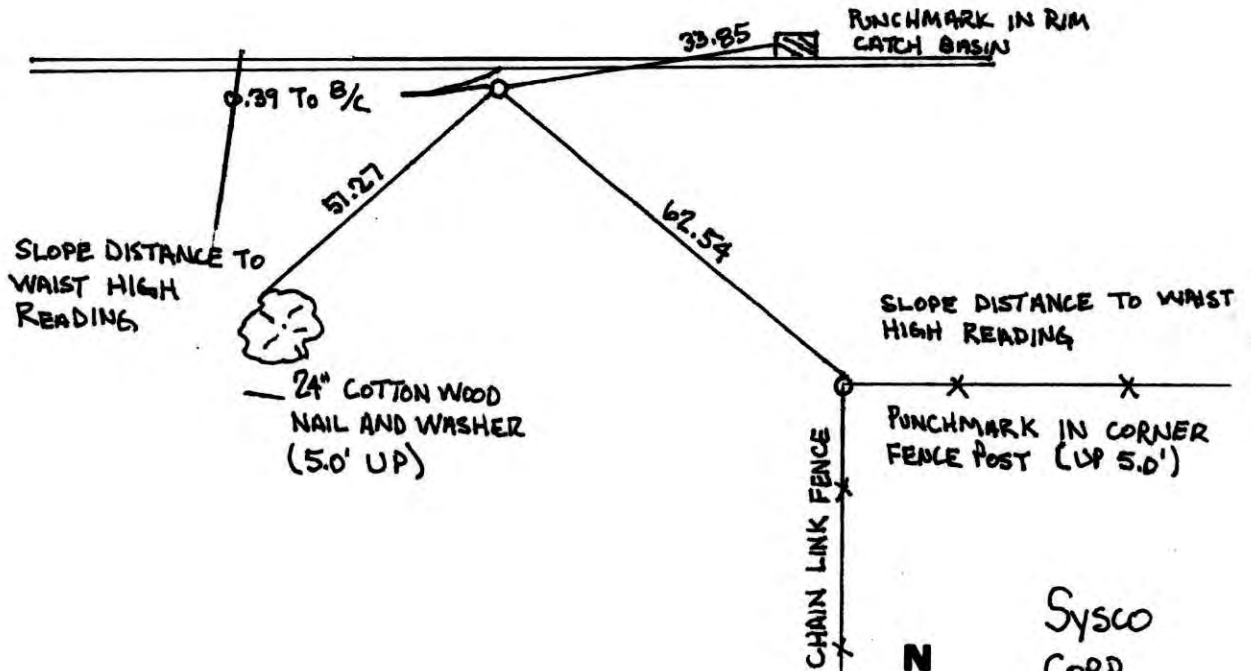 PUNCHMARK IN RIM
CATCH BASIN
33.85
0.39 TO B/C
51.27
62.54
SLOPE DISTANCE TO
WAIST HIGH
READING
24" COTTON WOOD
NAIL AND WASHER
(5.0' UP)
SLOPE DISTANCE TO WAIST
HIGH READING
PUNCHMARK IN CORNER
FENCE POST (UP 5.0')
CHAIN LINK FENCE
N
Sysco
CORP